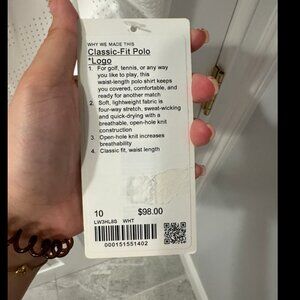 WHY WE MADE THIS
Classic-Fit Polo
*Logo
1. For golf, tennis, or any way
you like to play, this
waist-length polo shirt keeps
you covered, comfortable, and
ready for another match
2. Soft, lightweight fabric is
four-way stretch, sweat-wicking
and quick-drying with a
breathable, open-hole knit
construction
3. Open-hole knit increases
breathability
4. Classic fit, waist length
10 $98.00
LW3HL8S WHT
000151551402